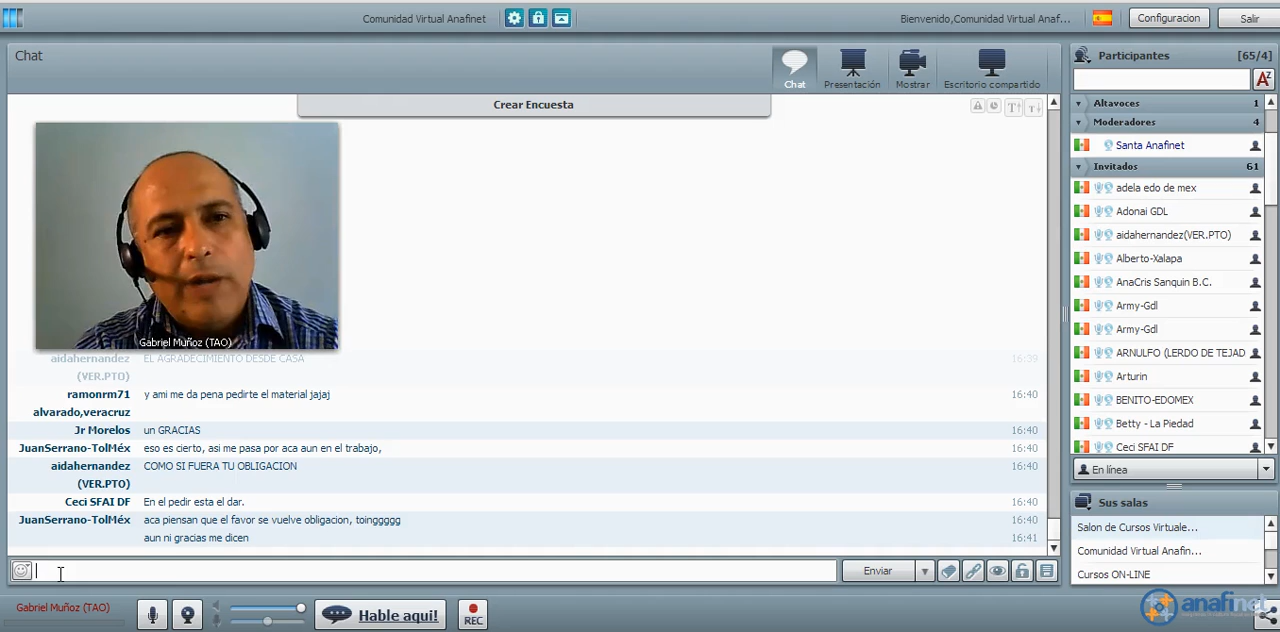 Comunidad Virtual Anafinet
Bienvenido,Comunidad Virtual Anaf...
Configuracion
Salir
Chat
Chat
Presentación
Mostrar
Escritorio compartido
Crear Encuesta
Gabriel Muñoz (TAO)
aidahernandez EL AGRADECIMIENTO DESDE CASA 16:39
(VER.PTO)
ramonrm71 y ami me da pena pedirte el material jajaj 16:40
alvarado,veracruz
Jr Morelos un GRACIAS 16:40
JuanSerrano-TolMéx eso es cierto, asi me pasa por aca aun en el trabajo, 16:40
aidahernandez COMO SI FUERA TU OBLIGACION 16:40
(VER.PTO)
Ceci SFAI DF En el pedir esta el dar. 16:40
JuanSerrano-TolMéx aca piensan que el favor se vuelve obligacion, toinggggg 16:40
aun ni gracias me dicen 16:41
Enviar
Gabriel Muñoz (TAO)
Hable aqui!
REC
Participantes [65/4]
AZ
Altavoces 1
Moderadores 4
Santa Anafinet
Invitados 61
adela edo de mex
Adonai GDL
aidahernandez(VER.PTO)
Alberto-Xalapa
AnaCris Sanquin B.C.
Army-Gdl
Army-Gdl
ARNULFO (LERDO DE TEJAD
Arturin
BENITO-EDOMEX
Betty - La Piedad
Ceci SFAI DF
En línea
Sus salas
Salon de Cursos Virtuale...
Comunidad Virtual Anafin...
Cursos ON-LINE
anafinet